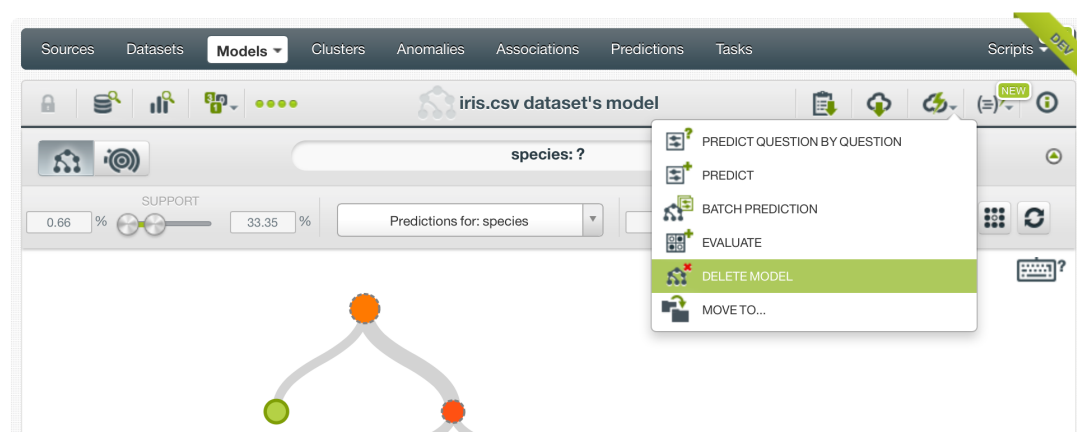 Sources Datasets Models Clusters Anomalies Associations Predictions Tasks Scripts
DEV
iris.csv dataset's model
(=)
NEW
PREDICT QUESTION BY QUESTION
species: ?
PREDICT
SUPPORT
BATCH PREDICTION
0.66 % 33.35 % Predictions for: species
EVALUATE
DELETE MODEL
?
MOVE TO...